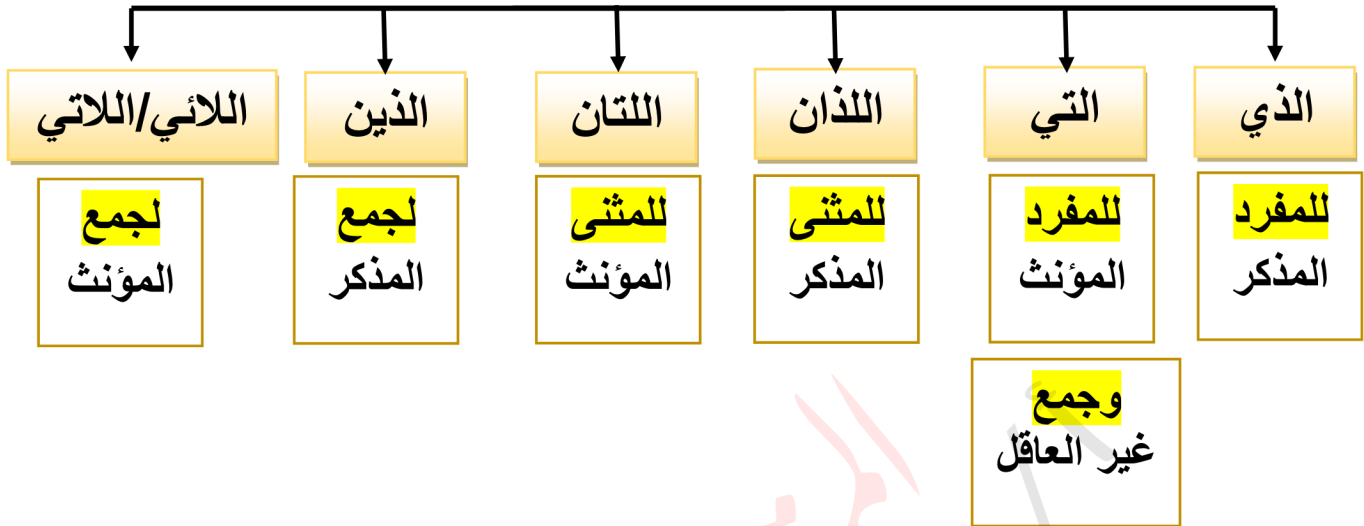 الذي
التي
اللذان
اللتان
الذين
اللائي/اللاتي
للمفرد
المذكر
للمفرد
المؤنث
للمثنى
المذكر
للمثنى
المؤنث
لجمع
المذكر
لجمع
المؤنث
وجمع
غير العاقل